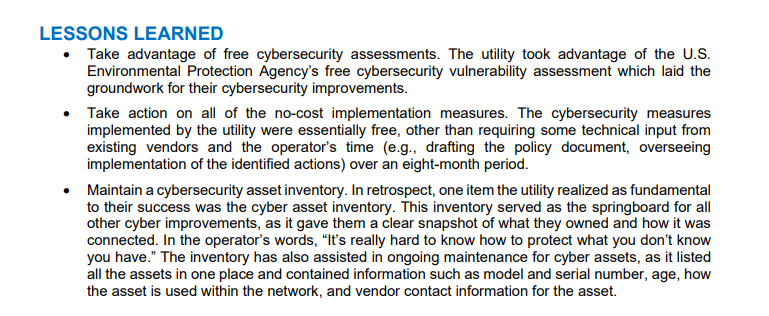 LESSONS LEARNED
• Take advantage of free cybersecurity assessments. The utility took advantage of the U.S.
Environmental Protection Agency's free cybersecurity vulnerability assessment which laid the
groundwork for their cybersecurity improvements.
• Take action on all of the no-cost implementation measures. The cybersecurity measures
implemented by the utility were essentially free, other than requiring some technical input from
existing vendors and the operator's time (e.g., drafting the policy document, overseeing
implementation of the identified actions) over an eight-month period.
• Maintain a cybersecurity asset inventory. In retrospect, one item the utility realized as fundamental
to their success was the cyber asset inventory. This inventory served as the springboard for all
other cyber improvements, as it gave them a clear snapshot of what they owned and how it was
connected. In the operator's words, “It's really hard to know how to protect what you don't know
you have.” The inventory has also assisted in ongoing maintenance for cyber assets, as it listed
all the assets in one place and contained information such as model and serial number, age, how
the asset is used within the network, and vendor contact information for the asset.